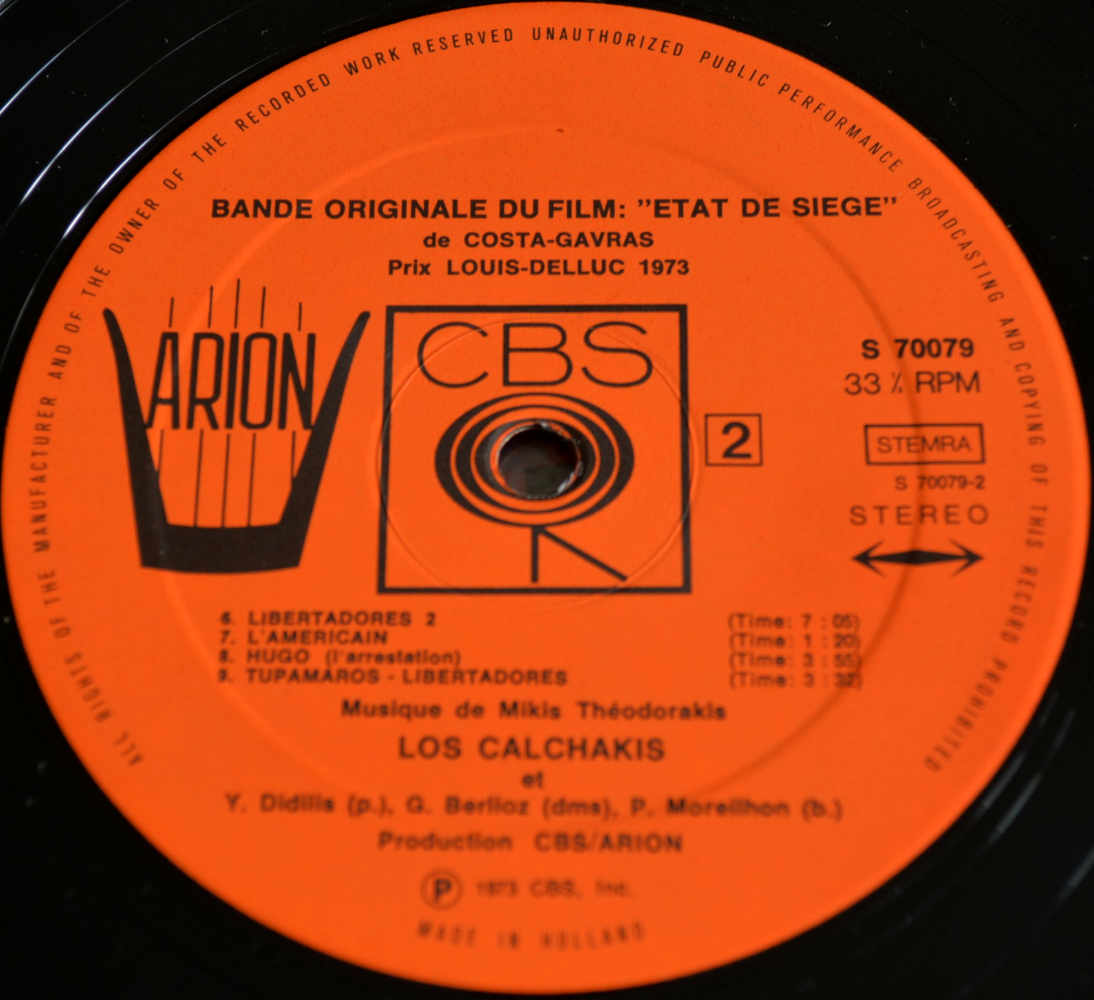 ALL RIGHTS OF THE MANUFACTURER AND OF THE OWNER OF THE RECORDED WORK RESERVED UNAUTHORIZED PUBLIC PERFORMANCE BROADCASTING AND COPYING OF THIS RECORD PROHIBITED
BANDE ORIGINALE DU FILM: "ETAT DE SIEGE"
de COSTA-GAVRAS
Prix LOUIS-DELLUC 1973
ARION
CBS
2
S 70079
33 ⅓ RPM
STEMRA
S 70079-2
STEREO
6. LIBERTADORES 2 (Time: 7 : 05)
7. L'AMERICAIN (Time: 1 : 20)
8. HUGO (l'arrestation) (Time: 3 : 55)
9. TUPAMAROS - LIBERTADORES (Time: 3 : 32)
Musique de Mikis Théodorakis
LOS CALCHAKIS
et
Y. Didilis (p.), G. Berlioz (dms), P. Moreilhon (b.)
Production CBS/ARION
Ⓟ 1973 CBS, Inc.
MADE IN HOLLAND